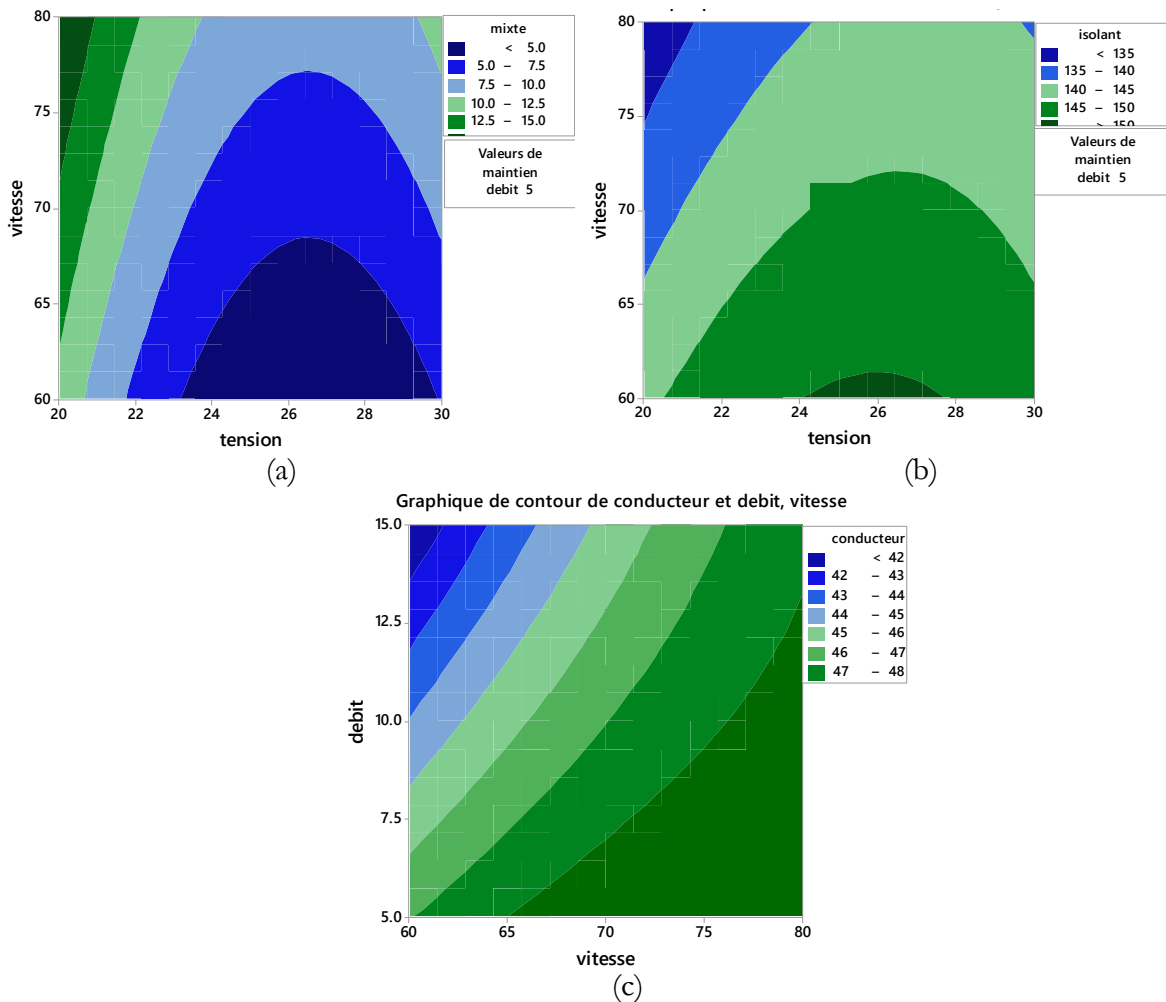 80
75
70
65
60
vitesse
20 22 24 26 28 30
tension
mixte
< 5.0
5.0 – 7.5
7.5 – 10.0
10.0 – 12.5
12.5 – 15.0
Valeurs de
maintien
debit 5
(a)
80
75
70
65
60
vitesse
20 22 24 26 28 30
tension
isolant
< 135
135 – 140
140 – 145
145 – 150
> 150
Valeurs de
maintien
debit 5
(b)
Graphique de contour de conducteur et debit, vitesse
15.0
12.5
10.0
7.5
5.0
debit
60 65 70 75 80
vitesse
conducteur
< 42
42 – 43
43 – 44
44 – 45
45 – 46
46 – 47
47 – 48
(c)